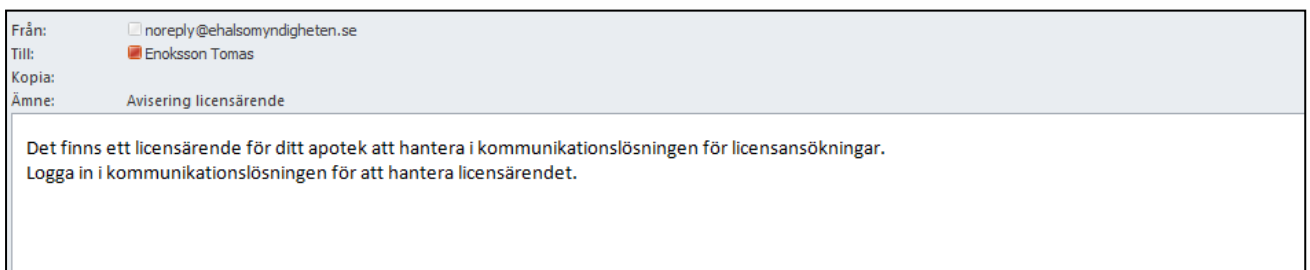 Från: noreply@ehalsomyndigheten.se
Till: Enoksson Tomas
Kopia:
Ämne: Avisering licensärende
Det finns ett licensärende för ditt apotek att hantera i kommunikationslösningen för licensansökningar.
Logga in i kommunikationslösningen för att hantera licensärendet.